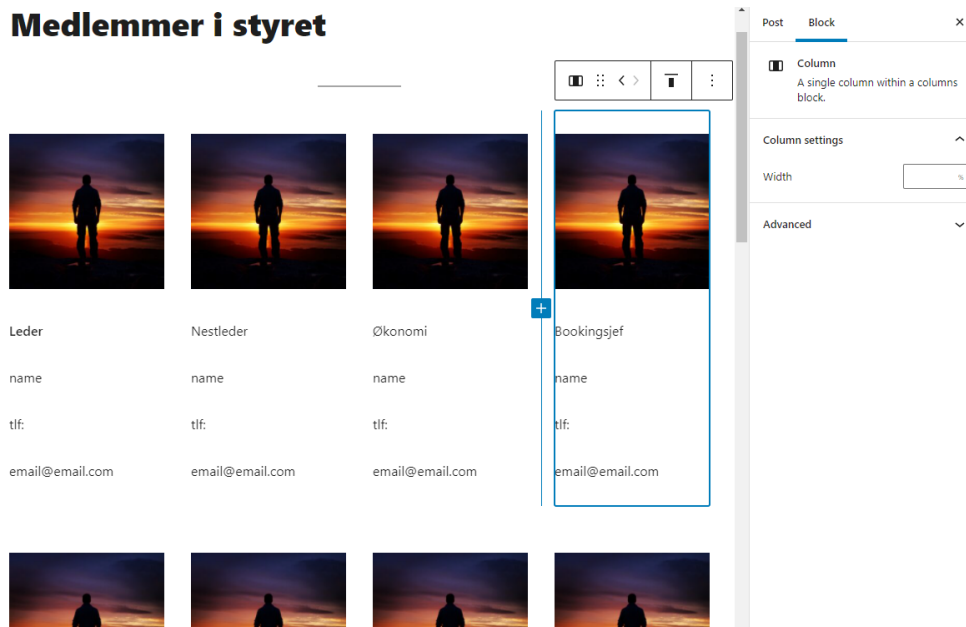 Medlemmer i styret
Post Block
Column
A single column within a columns
block.
Column settings
Width
%
Advanced
Leder Nestleder Økonomi Bookingsjef
name name name name
tlf: tlf: tlf: tlf:
email@email.com email@email.com email@email.com email@email.com